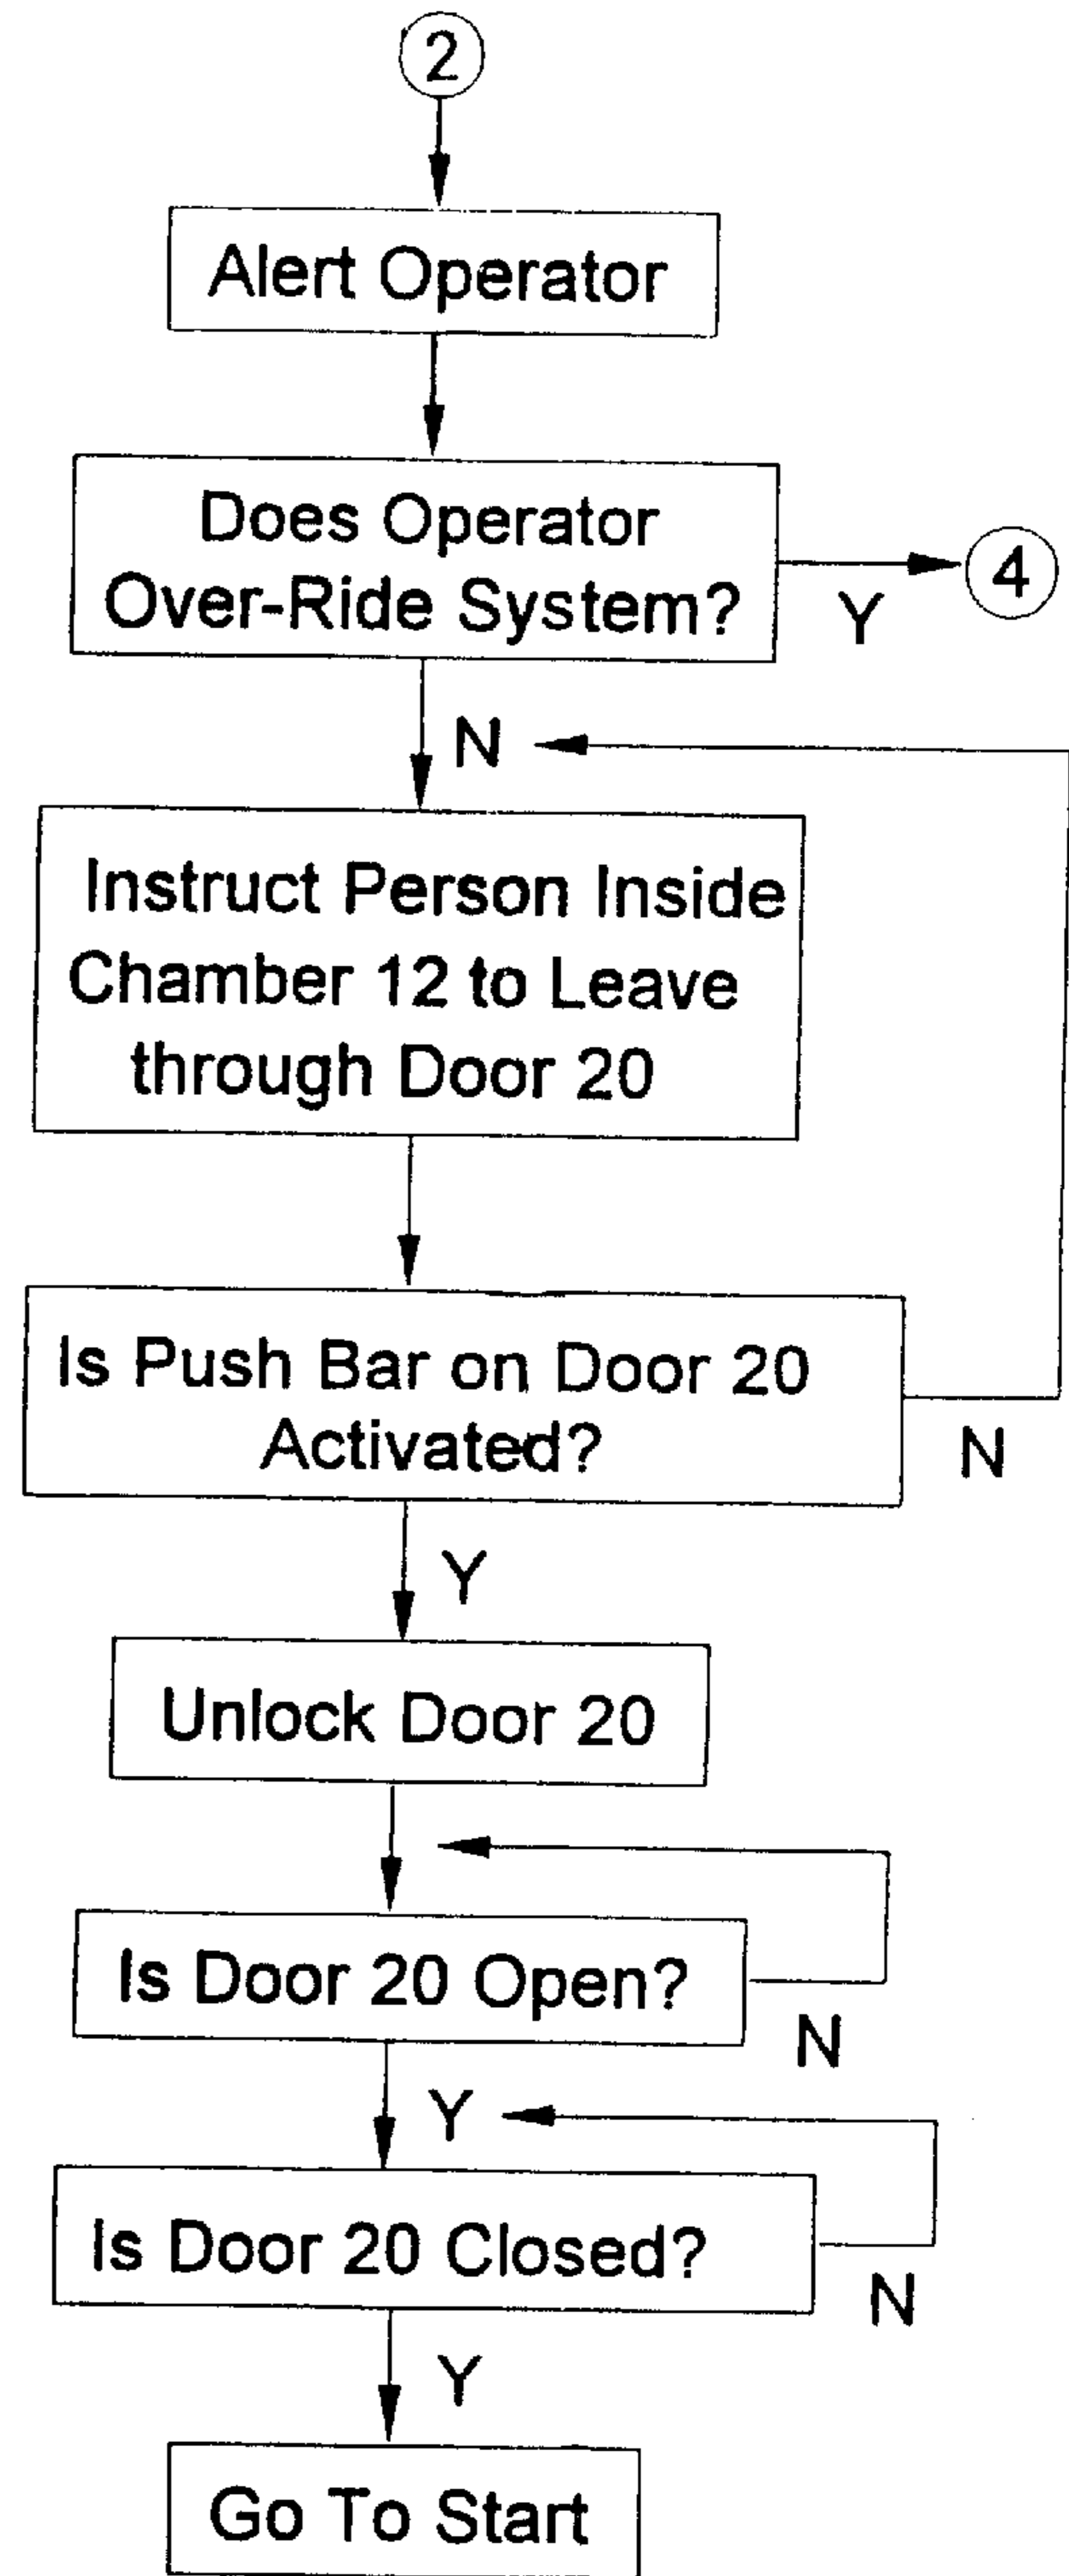 2
Alert Operator
Does Operator
Over-Ride System?
4
Y
N
Instruct Person Inside
Chamber 12 to Leave
through Door 20
Is Push Bar on Door 20
Activated?
N
Y
Unlock Door 20
Is Door 20 Open?
N
Y
Is Door 20 Closed?
N
Y
Go To Start